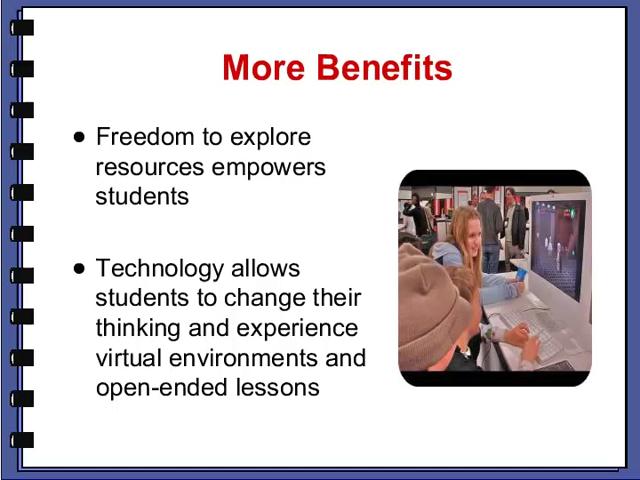 More Benefits
● Freedom to explore
resources empowers
students
● Technology allows
students to change their
thinking and experience
virtual environments and
open-ended lessons